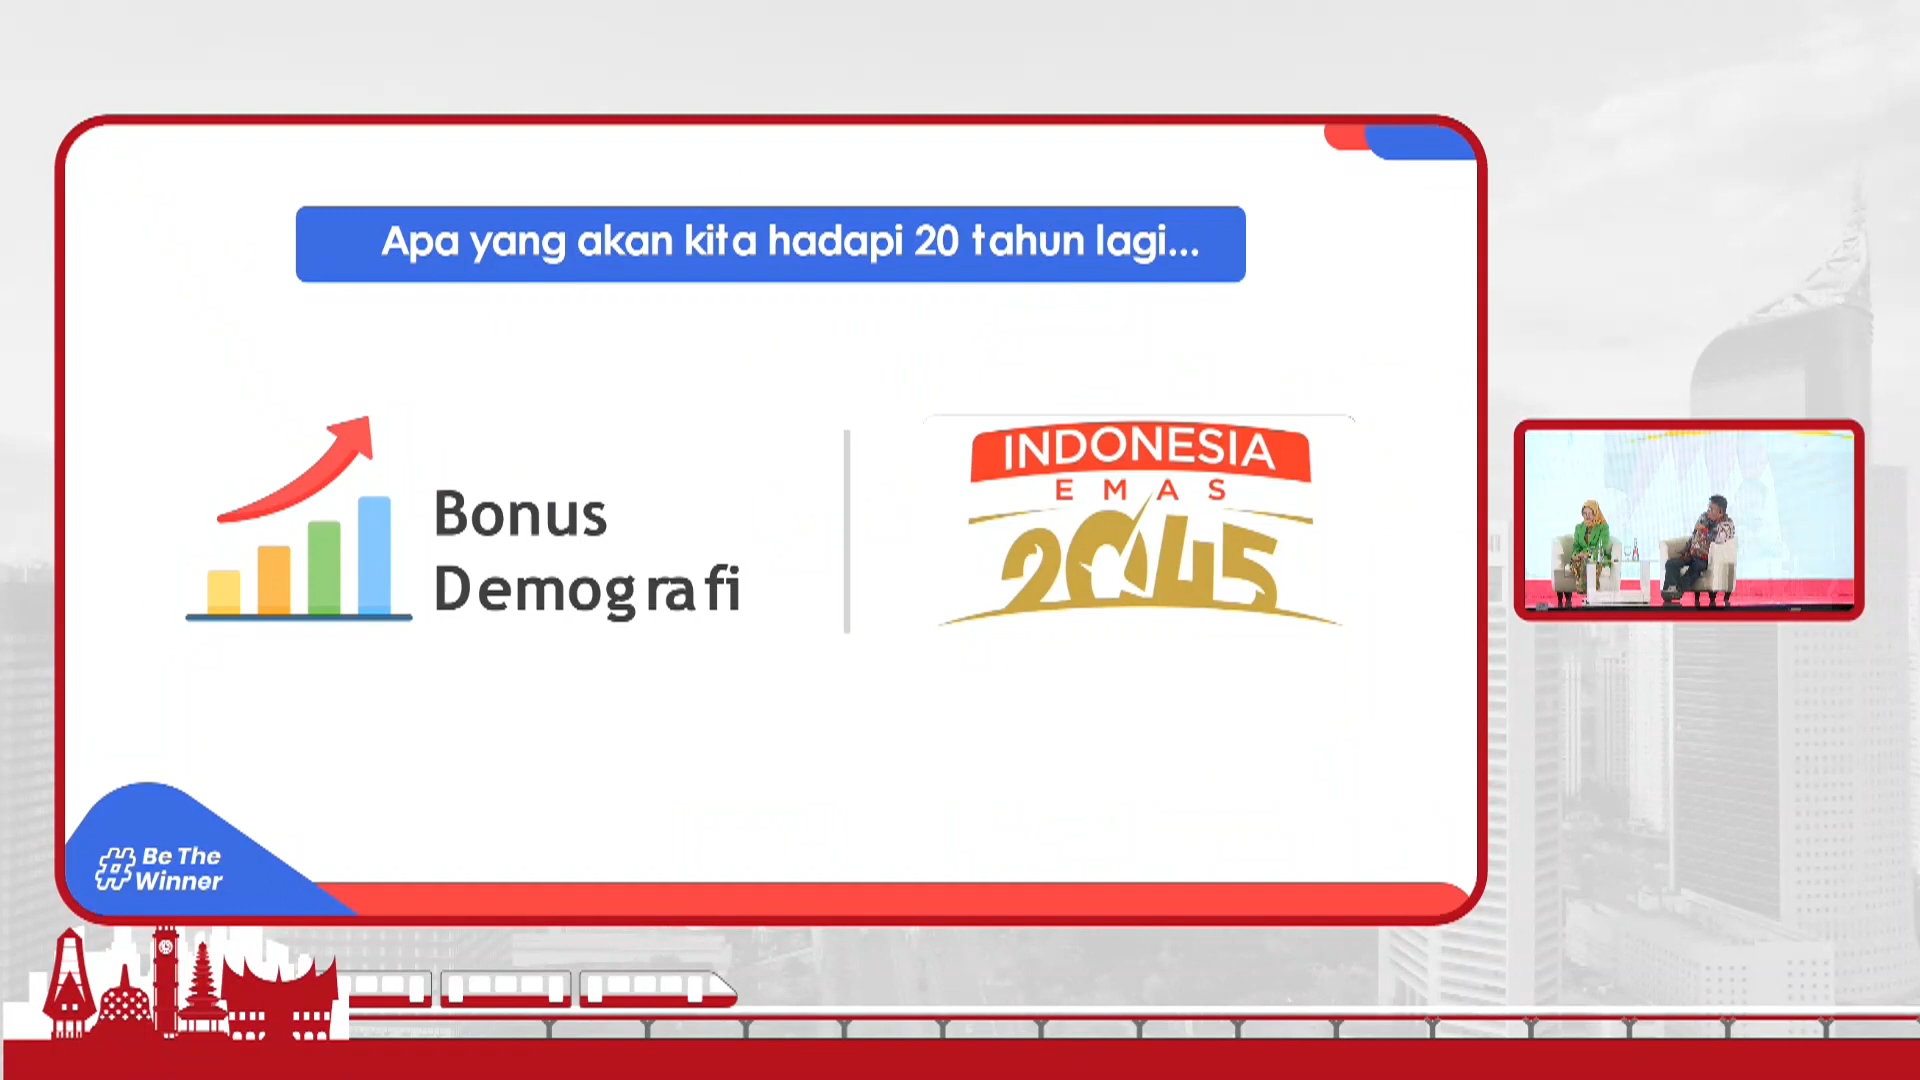 Apa yang akan kita hadapi 20 tahun lagi...
Bonus
Demografi
INDONESIA
EMAS
2045
# Be The
Winner